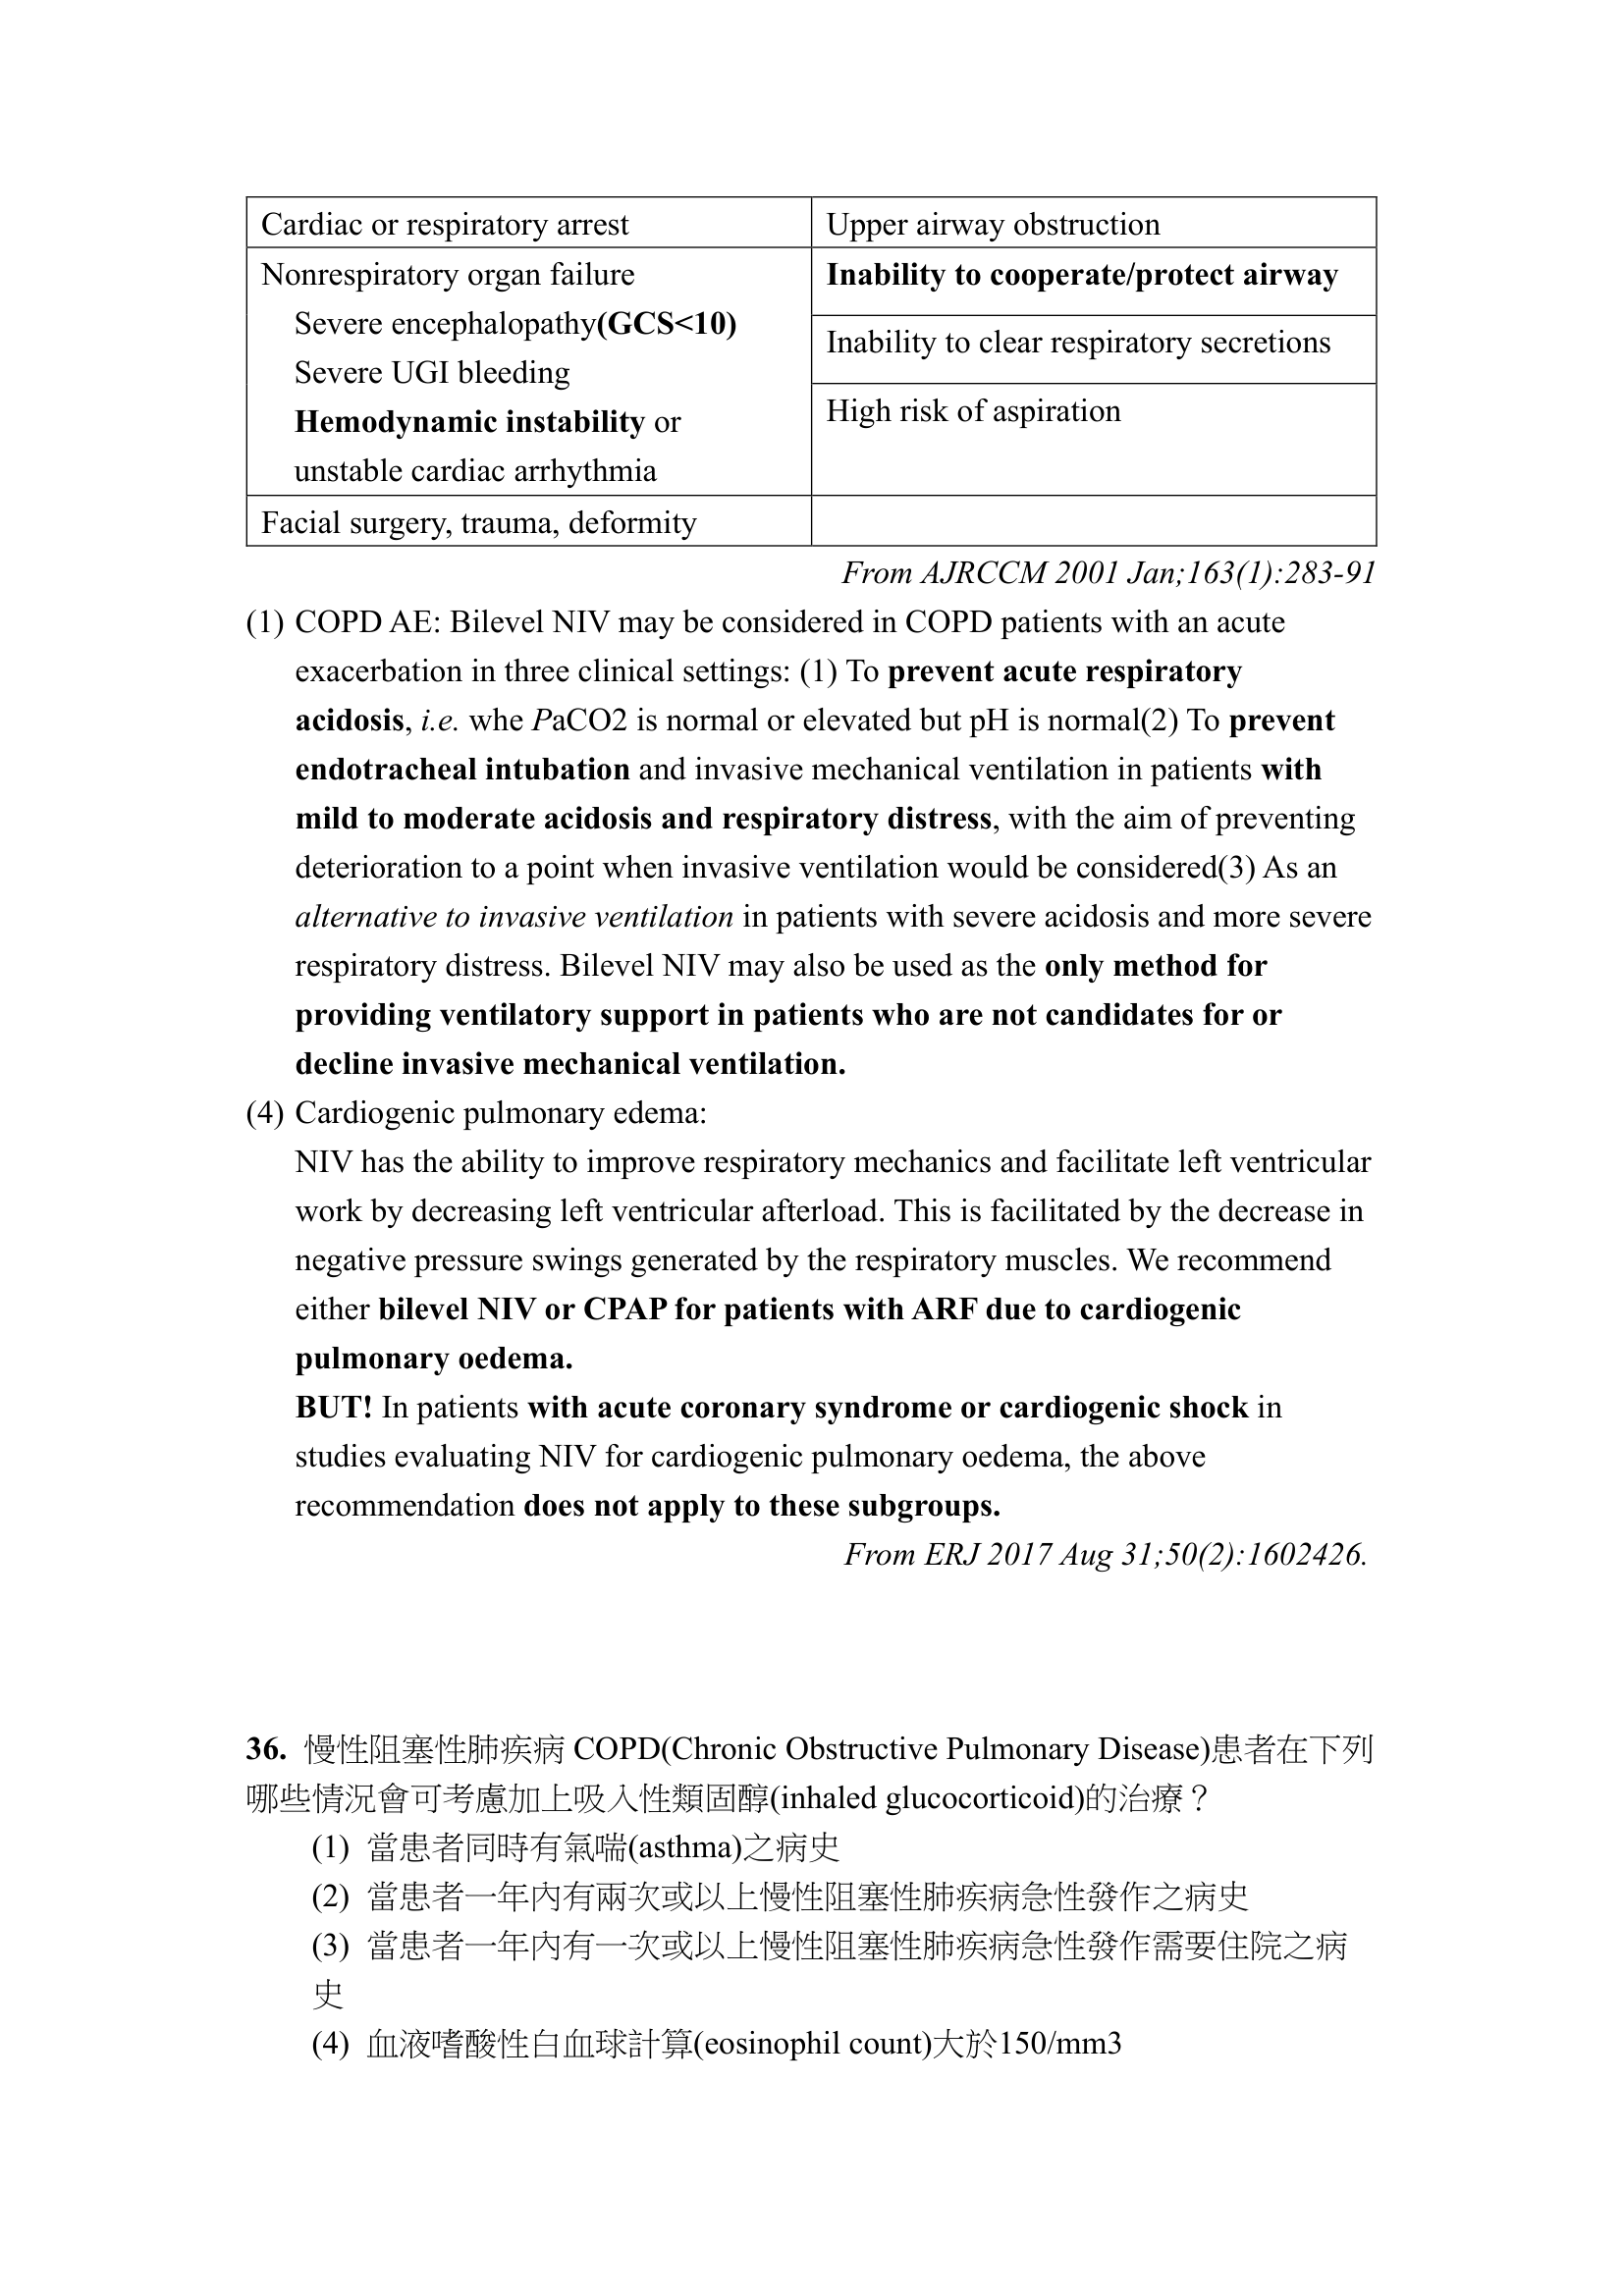 Cardiac or respiratory arrest
Upper airway obstruction
Nonrespiratory organ failure
Severe encephalopathy(GCS<10)
Severe UGI bleeding
Hemodynamic instability or
unstable cardiac arrhythmia
Inability to cooperate/protect airway
Inability to clear respiratory secretions
High risk of aspiration
Facial surgery, trauma, deformity
From AJRCCM 2001 Jan;163(1):283-91
(1) COPD AE: Bilevel NIV may be considered in COPD patients with an acute
exacerbation in three clinical settings: (1) To prevent acute respiratory
acidosis, i.e. whe PaCO2 is normal or elevated but pH is normal(2) To prevent
endotracheal intubation and invasive mechanical ventilation in patients with
mild to moderate acidosis and respiratory distress, with the aim of preventing
deterioration to a point when invasive ventilation would be considered(3) As an
alternative to invasive ventilation in patients with severe acidosis and more severe
respiratory distress. Bilevel NIV may also be used as the only method for
providing ventilatory support in patients who are not candidates for or
decline invasive mechanical ventilation.
(4) Cardiogenic pulmonary edema:
NIV has the ability to improve respiratory mechanics and facilitate left ventricular
work by decreasing left ventricular afterload. This is facilitated by the decrease in
negative pressure swings generated by the respiratory muscles. We recommend
either bilevel NIV or CPAP for patients with ARF due to cardiogenic
pulmonary oedema.
BUT! In patients with acute coronary syndrome or cardiogenic shock in
studies evaluating NIV for cardiogenic pulmonary oedema, the above
recommendation does not apply to these subgroups.
From ERJ 2017 Aug 31;50(2):1602426.
36. 慢性阻塞性肺疾病 COPD(Chronic Obstructive Pulmonary Disease)患者在下列
哪些情況會可考慮加上吸入性類固醇(inhaled glucocorticoid)的治療？
(1) 當患者同時有氣喘(asthma)之病史
(2) 當患者一年內有兩次或以上慢性阻塞性肺疾病急性發作之病史
(3) 當患者一年內有一次或以上慢性阻塞性肺疾病急性發作需要住院之病
史
(4) 血液嗜酸性白血球計算(eosinophil count)大於150/mm3